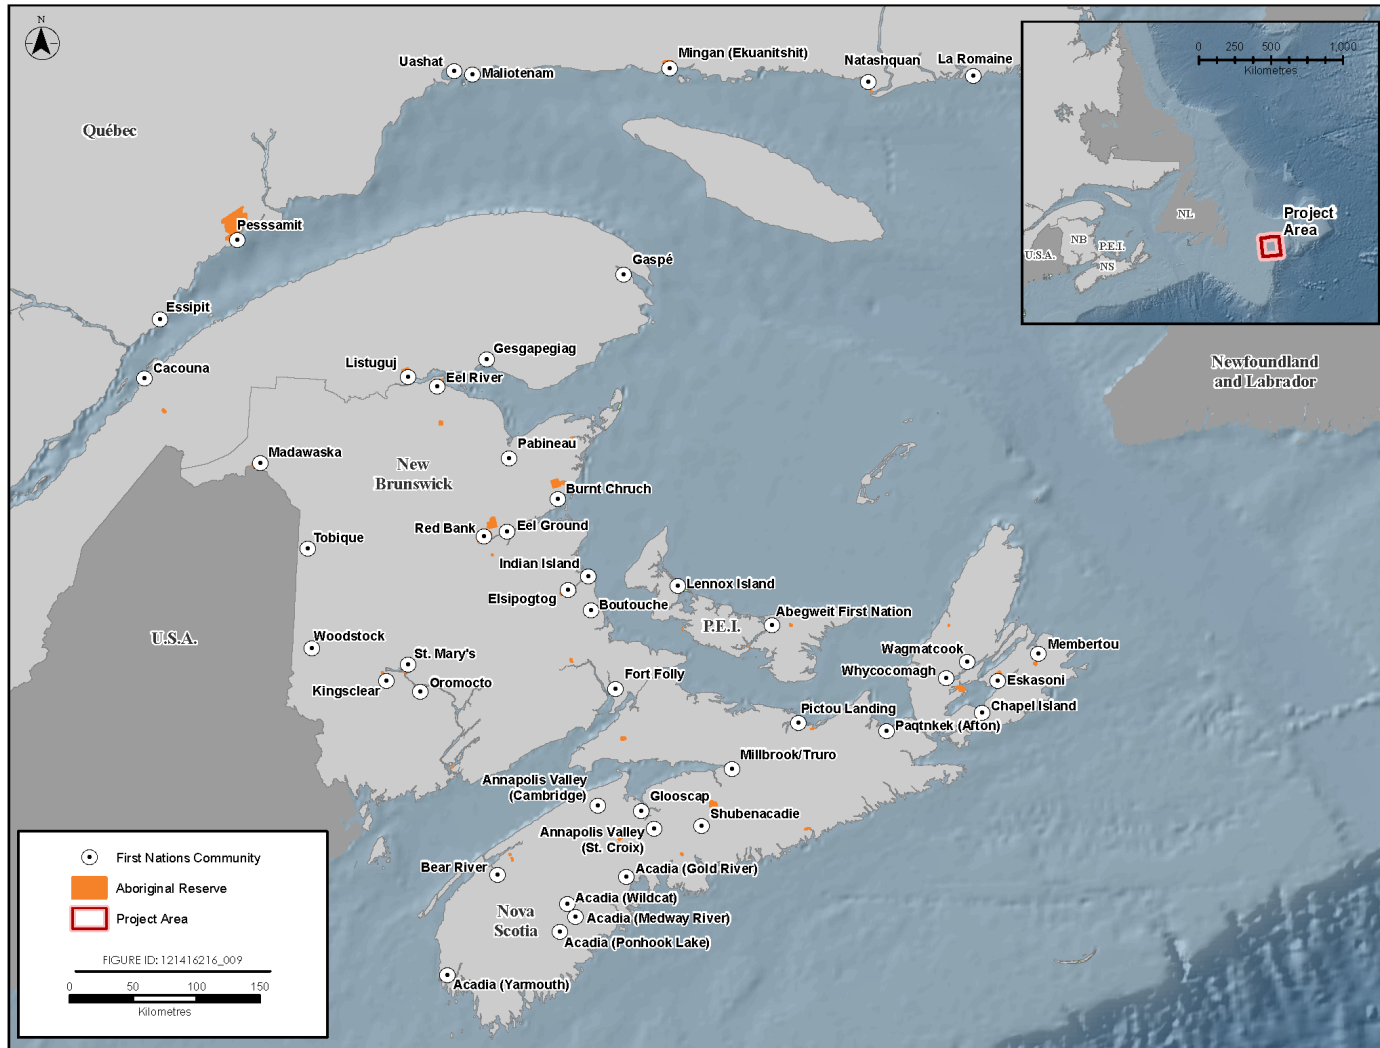 N
Uashat
Maliotenam
Mingan (Ekuanitshit)
Natashquan
La Romaine
0 250 500 1,000
Kilometres
Québec
NL
Project
Area
NB
P.E.I.
U.S.A.
NS
Pesssamit
Gaspé
Essipit
Cacouna
Listuguj
Gesgapegiag
Eel River
Newfoundland
and Labrador
Madawaska
New
Brunswick
Pabineau
Burnt Chruch
Red Bank
Eel Ground
Tobique
Indian Island
Elsipogtog
Boutouche
Lennox Island
Abegweit First Nation
P.E.I.
U.S.A.
Woodstock
St. Mary's
Kingsclear
Oromocto
Fort Folly
Wagmatcook
Membertou
Whycocomagh
Eskasoni
Chapel Island
Pictou Landing
Paqtnkek (Afton)
Millbrook/Truro
Annapolis Valley
(Cambridge)
Glooscap
Shubenacadie
Annapolis Valley
(St. Croix)
Bear River
Acadia (Gold River)
Acadia (Wildcat)
Acadia (Medway River)
Nova
Scotia
Acadia (Ponhook Lake)
Acadia (Yarmouth)
First Nations Community
Aboriginal Reserve
Project Area
FIGURE ID: 121416216_009
0 50 100 150
Kilometres